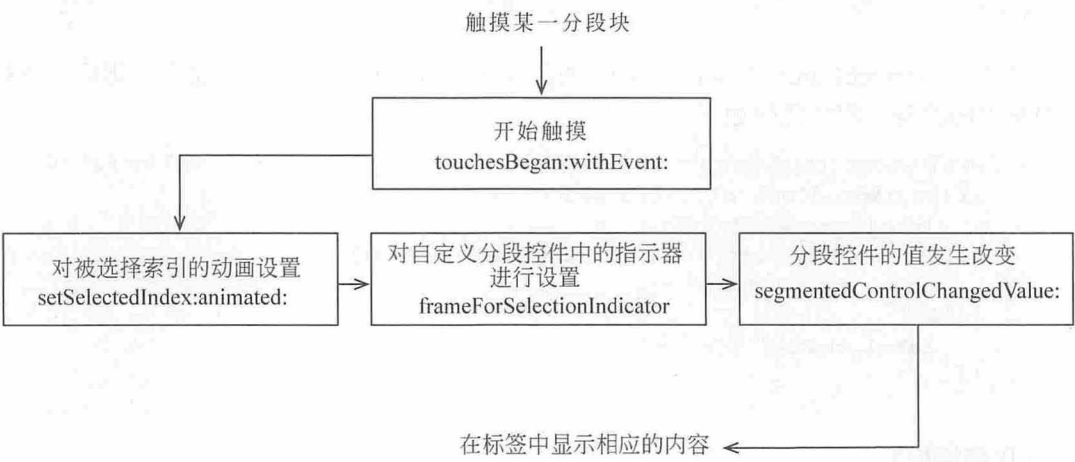 触摸某一分段块
开始触摸
touchesBegan:withEvent:
对被选择索引的动画设置
setSelectedIndex:animated:
对自定义分段控件中的指示器
进行设置
frameForSelectionIndicator
分段控件的值发生改变
segmentedControlChangedValue:
在标签中显示相应的内容